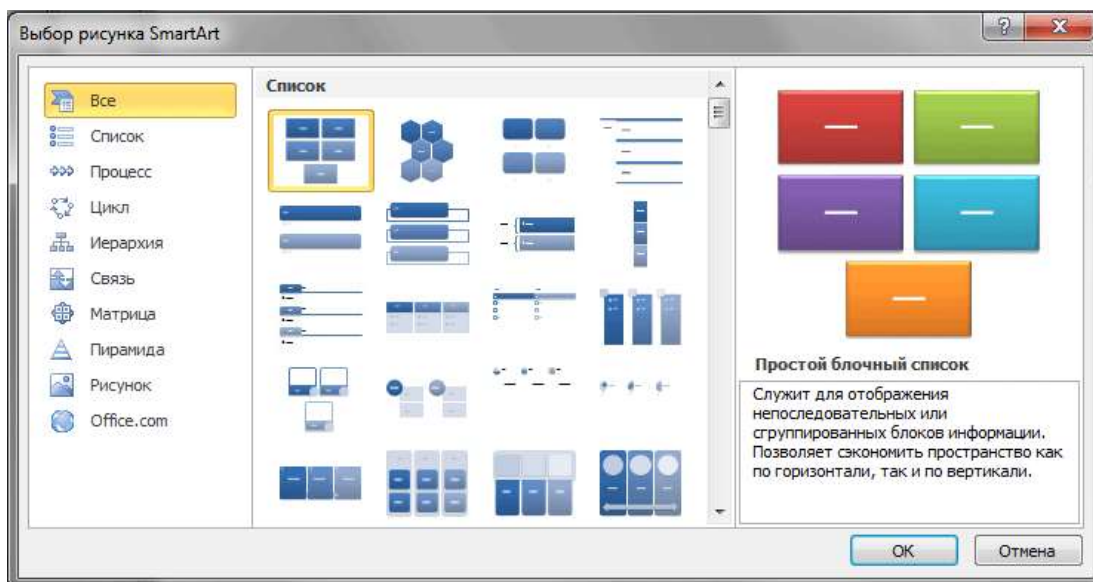 Выбор рисунка SmartArt
Все
Список
Процесс
Цикл
Иерархия
Связь
Матрица
Пирамида
Рисунок
Office.com
Список
Простой блочный список
Служит для отображения
непоследовательных или
сгруппированных блоков информации.
Позволяет сэкономить пространство как
по горизонтали, так и по вертикали.
ОК
Отмена